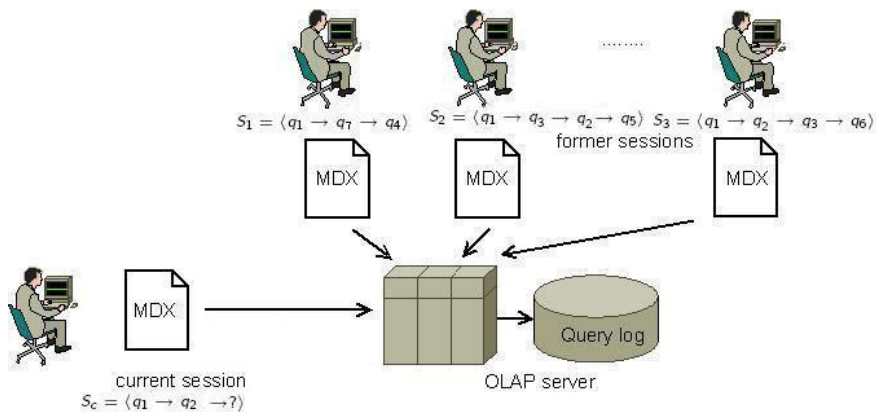 ........
S₁ = ⟨q₁ → q₇ → q₄⟩
S₂ = ⟨q₁ → q₃ → q₂ → q₅⟩
S₃ = ⟨q₁ → q₂ → q₃ → q₆⟩
former sessions
MDX
MDX
MDX
MDX
Query log
current session
OLAP server
S_c = ⟨q₁ → q₂ →?⟩